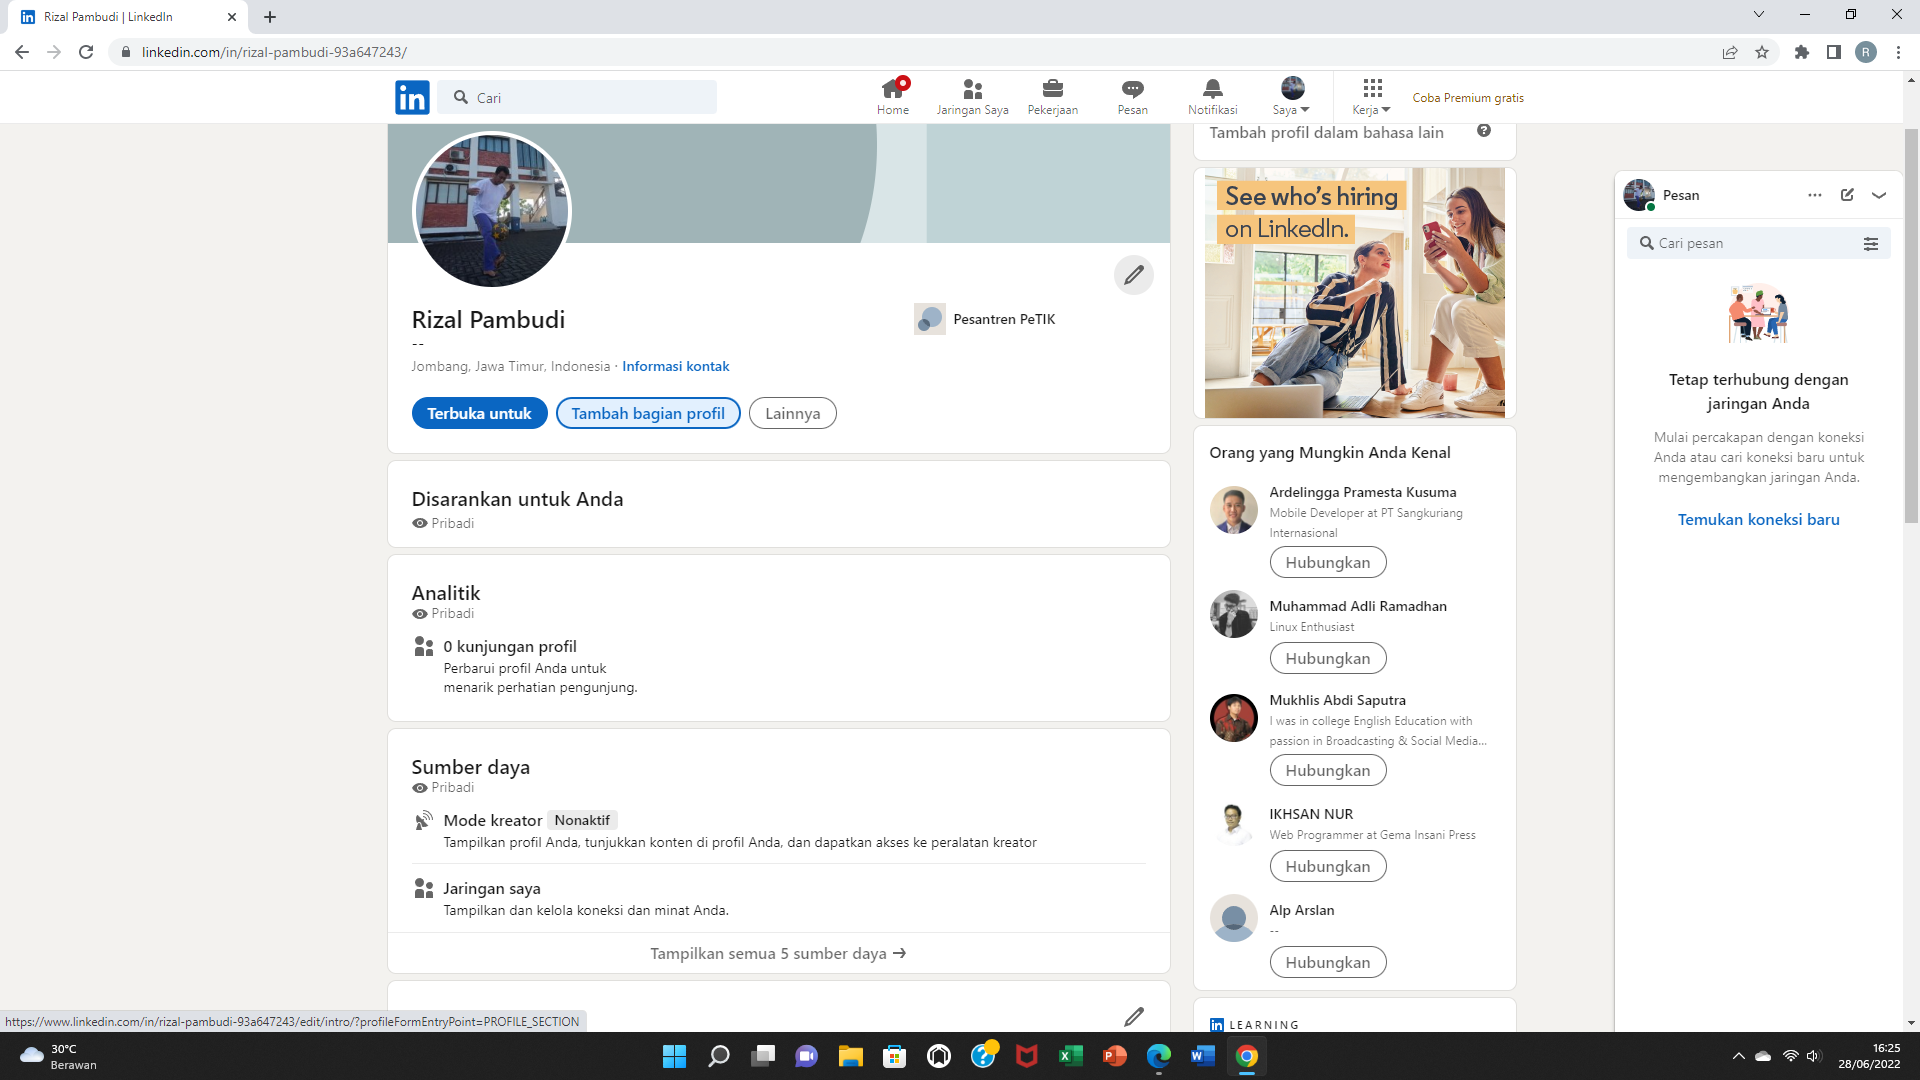 Rizal Pambudi | LinkedIn
linkedin.com/in/rizal-pambudi-93a647243/
R
in
Cari
Home
Jaringan Saya
Pekerjaan
Pesan
Notifikasi
Saya
Kerja
Coba Premium gratis
Rizal Pambudi
--
Jombang, Jawa Timur, Indonesia · Informasi kontak
Pesantren PeTIK
Terbuka untuk
Tambah bagian profil
Lainnya
Disarankan untuk Anda
Pribadi
Analitik
Pribadi
0 kunjungan profil
Perbarui profil Anda untuk
menarik perhatian pengunjung.
Sumber daya
Pribadi
Mode kreator Nonaktif
Tampilkan profil Anda, tunjukkan konten di profil Anda, dan dapatkan akses ke peralatan kreator
Jaringan saya
Tampilkan dan kelola koneksi dan minat Anda.
Tampilkan semua 5 sumber daya →
Tambah profil dalam bahasa lain
See who's hiring
on LinkedIn.
Orang yang Mungkin Anda Kenal
Ardelingga Pramesta Kusuma
Mobile Developer at PT Sangkuriang
Internasional
Hubungkan
Muhammad Adli Ramadhan
Linux Enthusiast
Hubungkan
Mukhlis Abdi Saputra
I was in college English Education with
passion in Broadcasting & Social Media...
Hubungkan
IKHSAN NUR
Web Programmer at Gema Insani Press
Hubungkan
Alp Arslan
--
Hubungkan
in LEARNING
Pesan
Cari pesan
Tetap terhubung dengan
jaringan Anda
Mulai percakapan dengan koneksi
Anda atau cari koneksi baru untuk
mengembangkan jaringan Anda.
Temukan koneksi baru
https://www.linkedin.com/in/rizal-pambudi-93a647243/edit/intro/?profileFormEntryPoint=PROFILE_SECTION
30°C
Berawan
16:25
28/06/2022